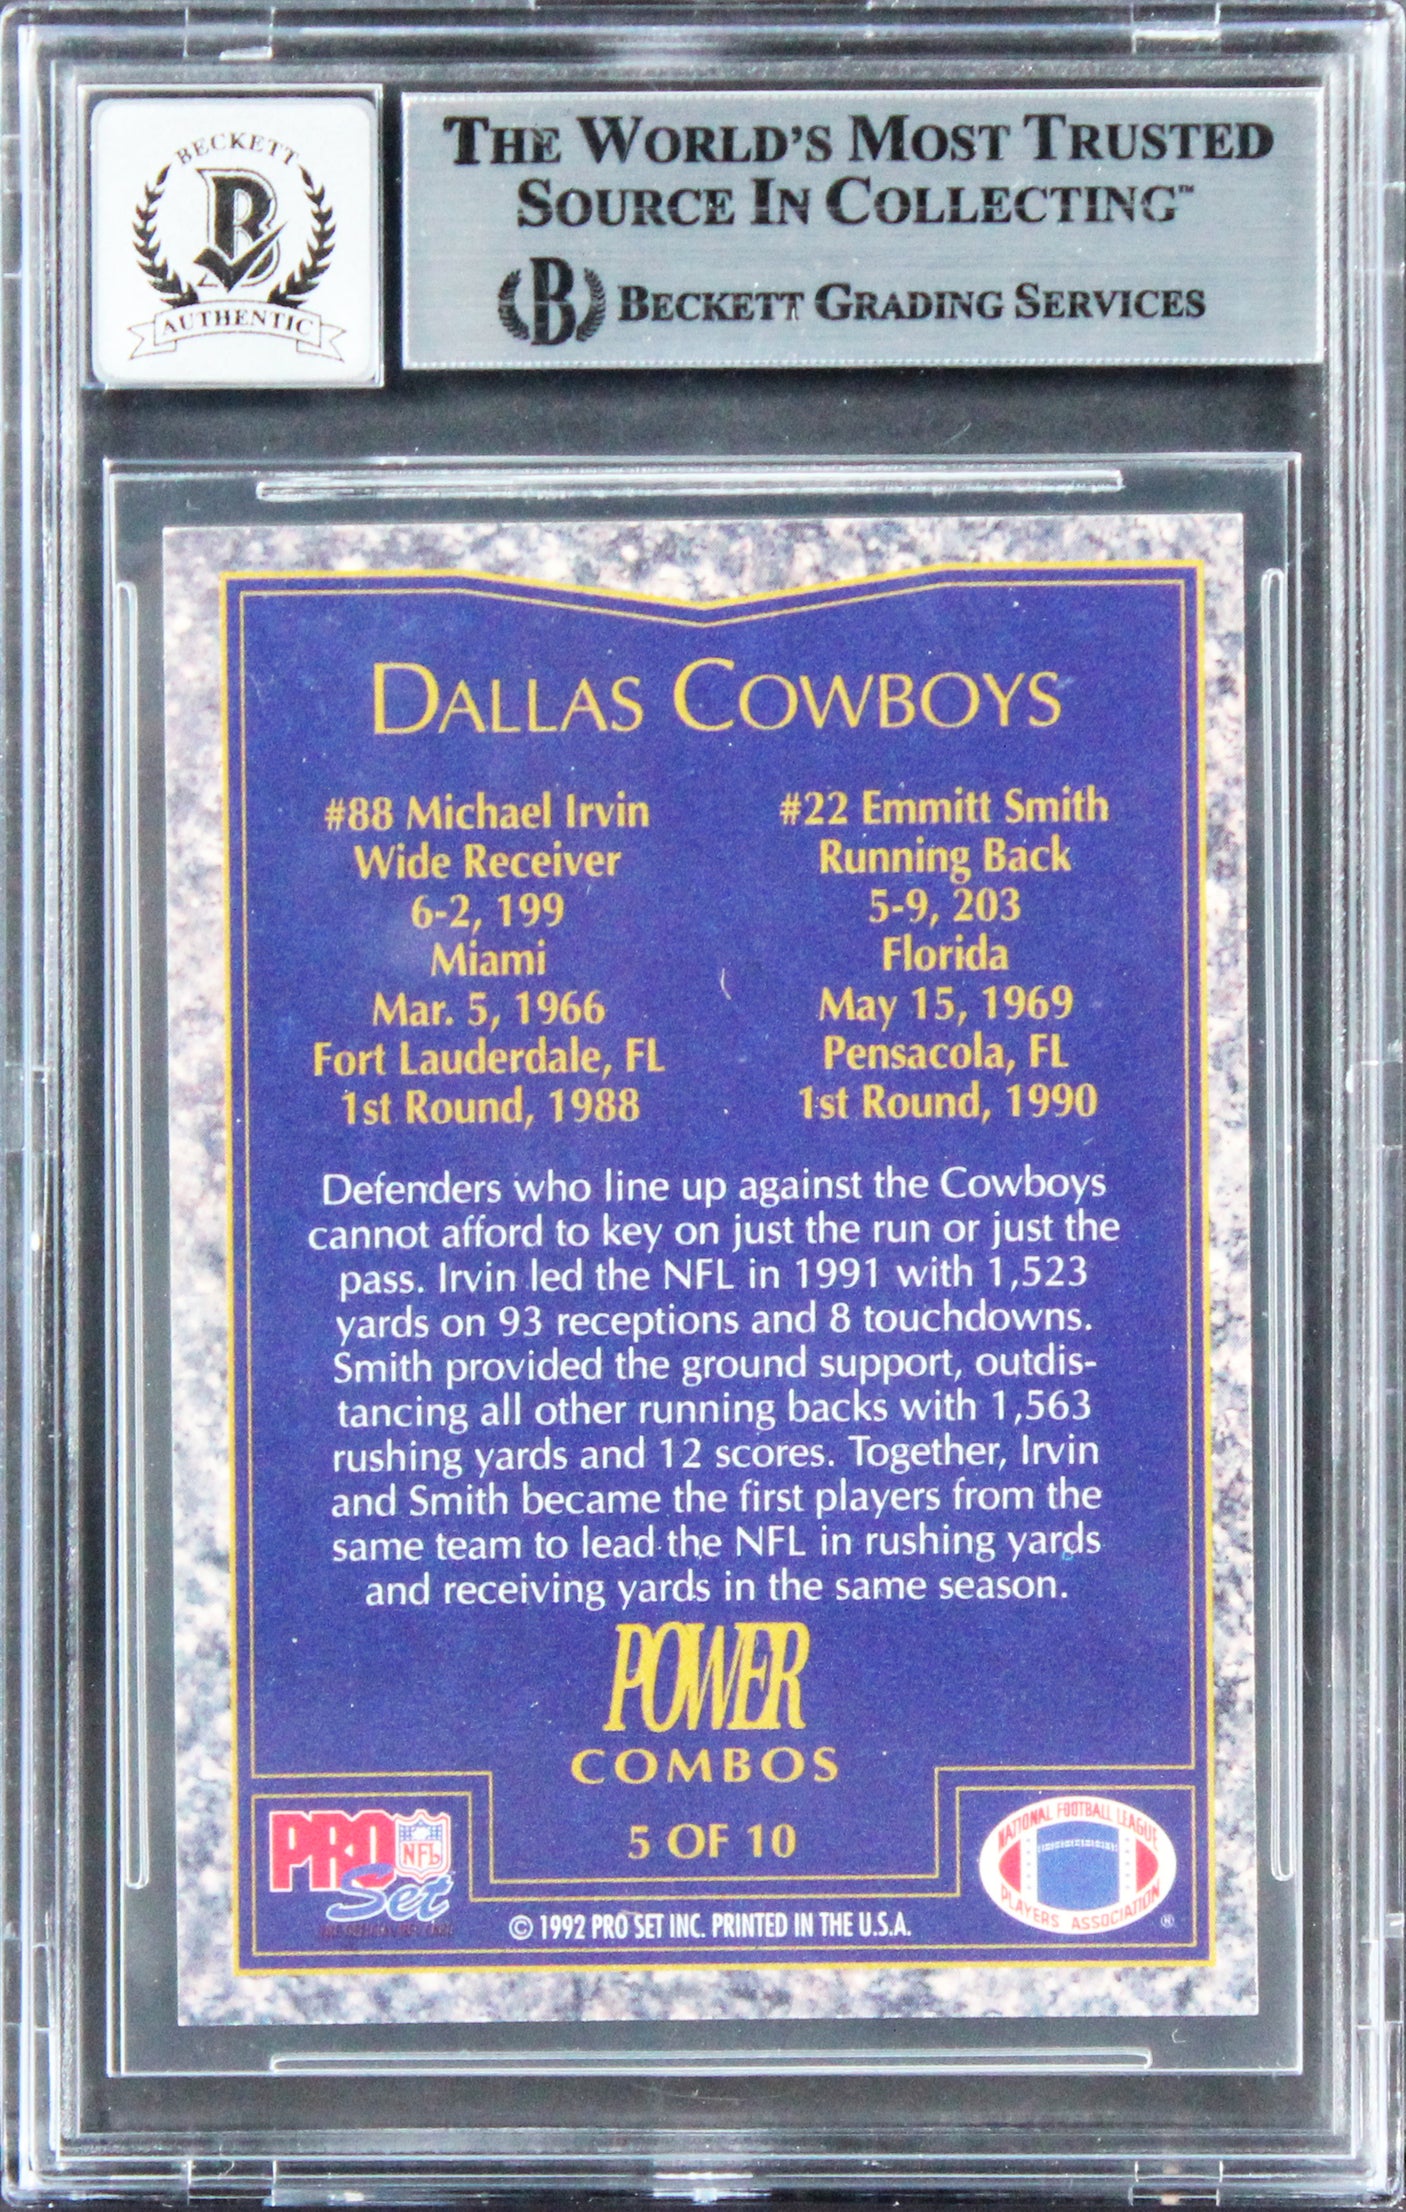 BECKETT
B
AUTHENTIC
THE WORLD'S MOST TRUSTED
SOURCE IN COLLECTING™
B BECKETT GRADING SERVICES
DALLAS COWBOYS
#88 Michael Irvin
Wide Receiver
6-2, 199
Miami
Mar. 5, 1966
Fort Lauderdale, FL
1st Round, 1988
#22 Emmitt Smith
Running Back
5-9, 203
Florida
May 15, 1969
Pensacola, FL
1st Round, 1990
Defenders who line up against the Cowboys
cannot afford to key on just the run or just the
pass. Irvin led the NFL in 1991 with 1,523
yards on 93 receptions and 8 touchdowns.
Smith provided the ground support, outdis-
tancing all other running backs with 1,563
rushing yards and 12 scores. Together, Irvin
and Smith became the first players from the
same team to lead the NFL in rushing yards
and receiving yards in the same season.
POWER
COMBOS
5 OF 10
PRO NFL
Set
© 1992 PRO SET INC. PRINTED IN THE U.S.A.
NATIONAL FOOTBALL LEAGUE
PLAYERS ASSOCIATION ®